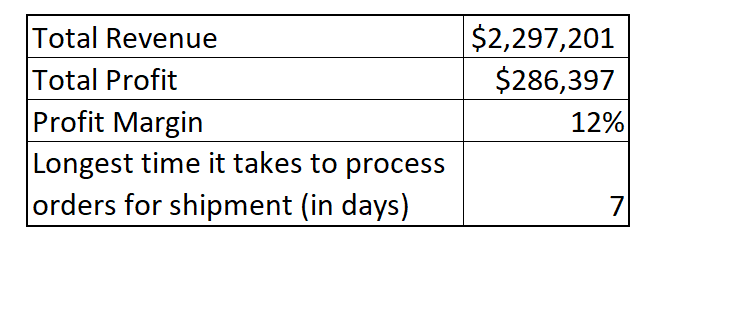 Total Revenue $2,297,201
Total Profit $286,397
Profit Margin 12%
Longest time it takes to process
orders for shipment (in days) 7